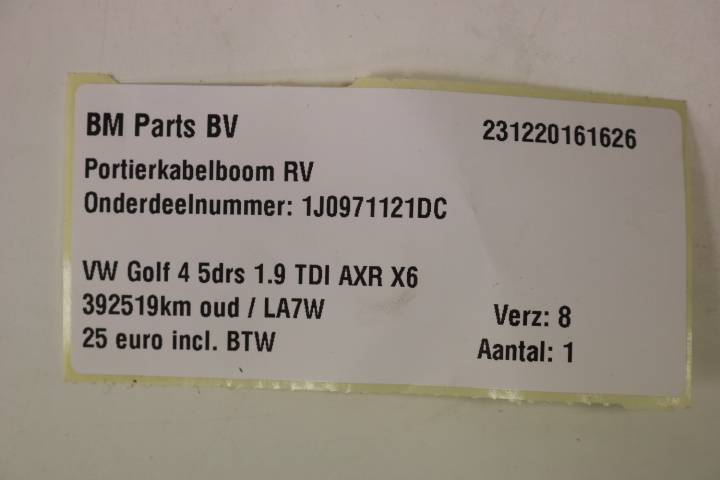 BM Parts BV 231220161626
Portierkabelboom RV
Onderdeelnummer: 1J0971121DC
VW Golf 4 5drs 1.9 TDI AXR X6
392519km oud / LA7W Verz: 8
25 euro incl. BTW Aantal: 1